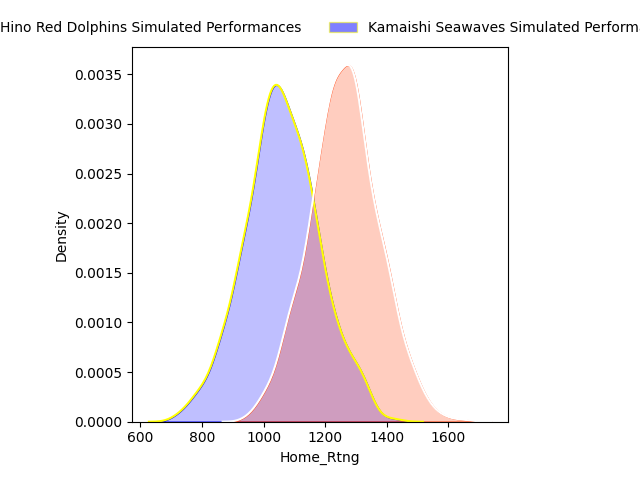 Hino Red Dolphins Simulated Performances Kamaishi Seawaves Simulated Perform
0.0035
0.0030
0.0025
0.0020
0.0015
0.0010
0.0005
0.0000
Density
600 800 1000 1200 1400 1600
Home_Rtng